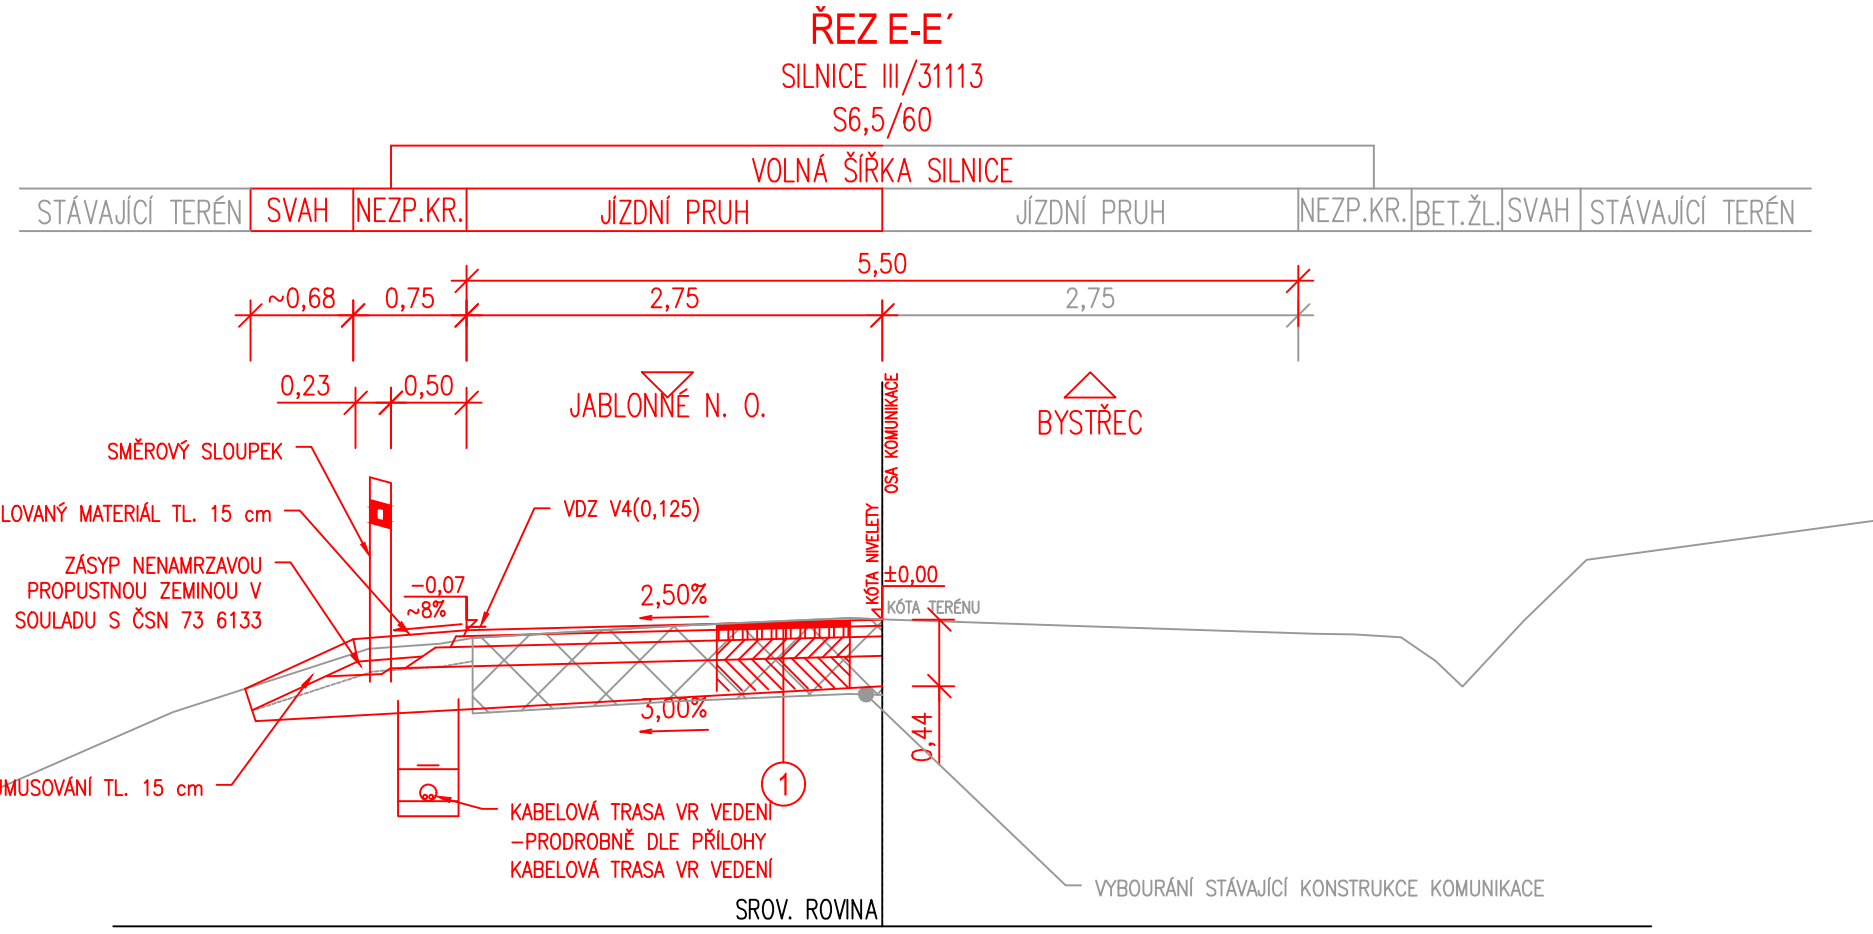 ŘEZ E-E´
SILNICE III/31113
S6,5/60
VOLNÁ ŠÍŘKA SILNICE
STÁVAJÍCÍ TERÉN SVAH NEZP.KR. JÍZDNÍ PRUH JÍZDNÍ PRUH NEZP.KR. BET.ŽL. SVAH STÁVAJÍCÍ TERÉN
5,50
~0,68 0,75 2,75 2,75
0,23 0,50
JABLONNÉ N. O.
BYSTŘEC
OSA KOMUNIKACE
KÓTA NIVELETY
SMĚROVÝ SLOUPEK
MATERIÁL TL. 15 cm
VDZ V4(0,125)
ZÁSYP NENAMRZAVOU
PROPUSTNOU ZEMINOU V
SOULADU S ČSN 73 6133
-0,07
~8%
2,50%
±0,00
KÓTA TERÉNU
3,00%
0,44
1
TL. 15 cm
KABELOVÁ TRASA VR VEDENÍ
-PRODROBNĚ DLE PŘÍLOHY
KABELOVÁ TRASA VR VEDENÍ
VYBOURÁNÍ STÁVAJÍCÍ KONSTRUKCE KOMUNIKACE
SROV. ROVINA